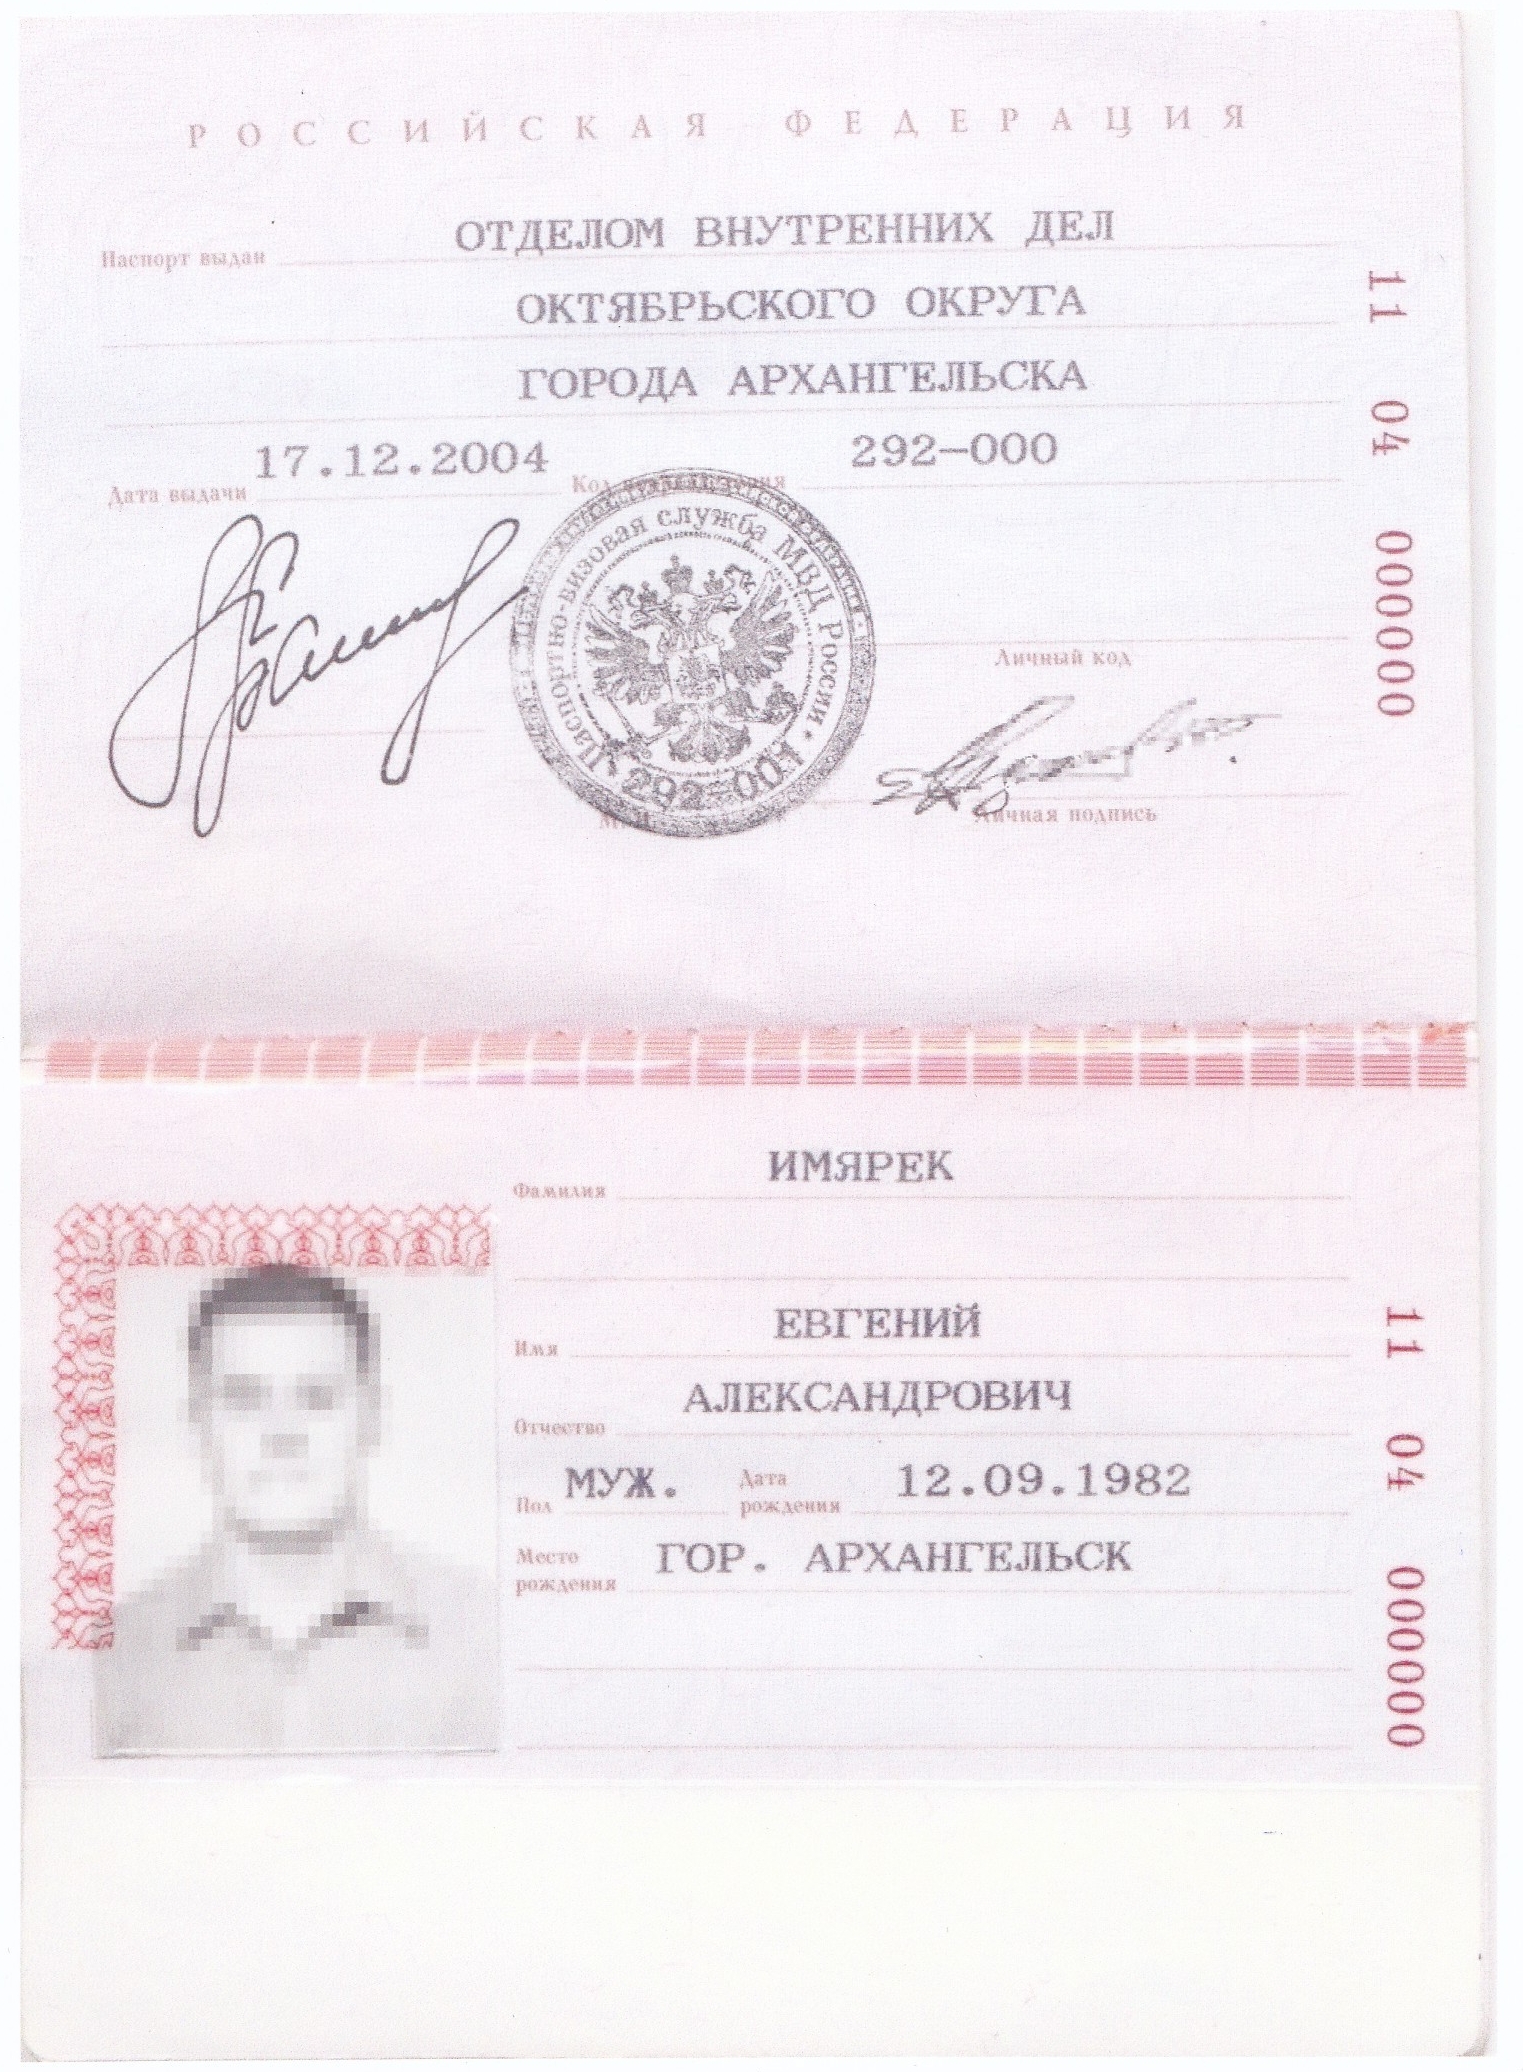 РОССИЙСКАЯ ФЕДЕРАЦИЯ
Паспорт выдан ОТДЕЛОМ ВНУТРЕННИХ ДЕЛ
ОКТЯБРЬСКОГО ОКРУГА
ГОРОДА АРХАНГЕЛЬСКА
Дата выдачи 17.12.2004 Код 292-000
Паспортно-визовая служба МВД России
292-001
Личный код
Личная подпись
11 04 000000
Фамилия ИМЯРЕК
Имя ЕВГЕНИЙ
Отчество АЛЕКСАНДРОВИЧ
Пол МУЖ. Дата рождения 12.09.1982
Место рождения ГОР. АРХАНГЕЛЬСК
11 04 000000